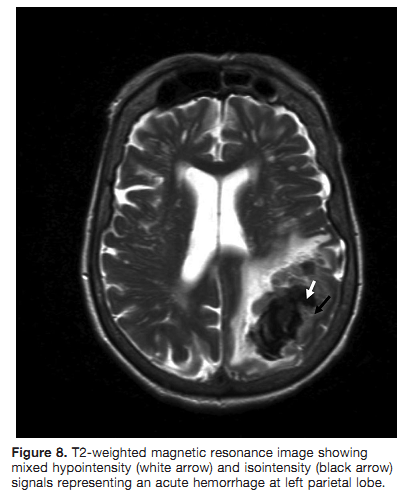 Figure 8. T2-weighted magnetic resonance image showing
mixed hypointensity (white arrow) and isointensity (black arrow)
signals representing an acute hemorrhage at left parietal lobe.